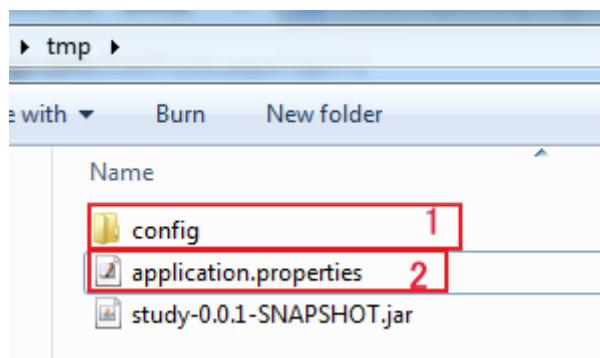 tmp
e with
Burn
New folder
Name
config
1
application.properties
2
study-0.0.1-SNAPSHOT.jar